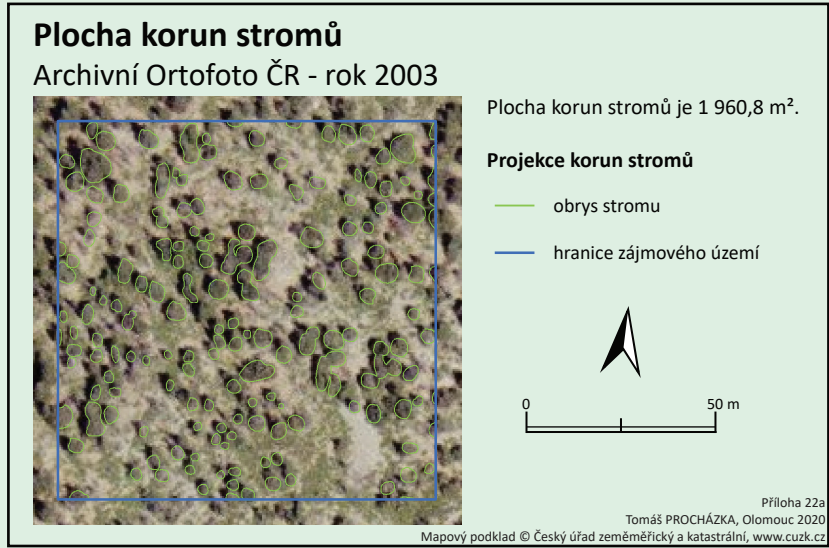 Plocha korun stromů
Archivní Ortofoto ČR - rok 2003
Plocha korun stromů je 1 960,8 m².
Projekce korun stromů
obrys stromu
hranice zájmového území
0 50 m
Příloha 22a
Tomáš PROCHÁZKA, Olomouc 2020
Mapový podklad © Český úřad zeměměřický a katastrální, www.cuzk.cz